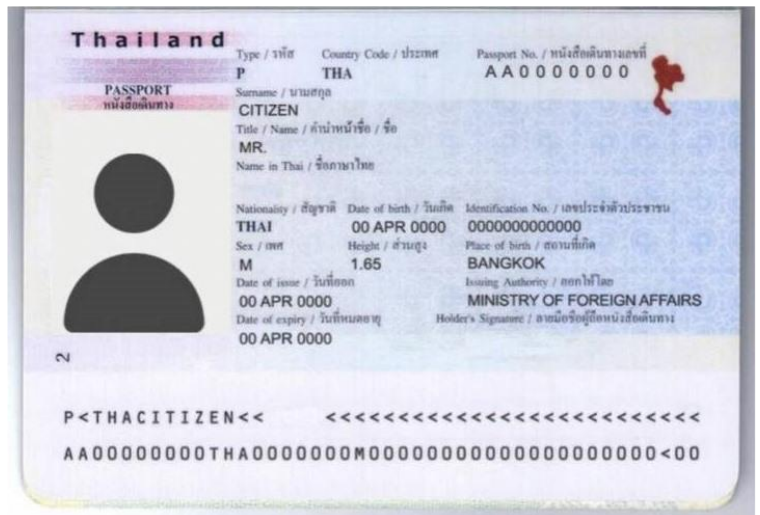 Thailand
PASSPORT
หนังสือเดินทาง
Type / รหัส Country Code / ประเทศ Passport No. / หนังสือเดินทางเลขที่
P THA AA0000000
Surname / นามสกุล
CITIZEN
Title / Name / คำนำหน้าชื่อ / ชื่อ
MR.
Name in Thai / ชื่อภาษาไทย
Nationality / สัญชาติ Date of birth / วันเกิด Identification No. / เลขประจำตัวประชาชน
THAI 00 APR 0000 0000000000000
Sex / เพศ Height / ส่วนสูง Place of birth / สถานที่เกิด
M 1.65 BANGKOK
Date of issue / วันที่ออก Issuing Authority / ออกให้โดย
00 APR 0000 MINISTRY OF FOREIGN AFFAIRS
Date of expiry / วันที่หมดอายุ Holder's Signature / ลายมือชื่อผู้ถือหนังสือเดินทาง
00 APR 0000
2
P<THACITIZEN<< <<<<<<<<<<<<<<<<<<<<<<<<<<
AA00000000THA0000000M00000000000000000000000<00